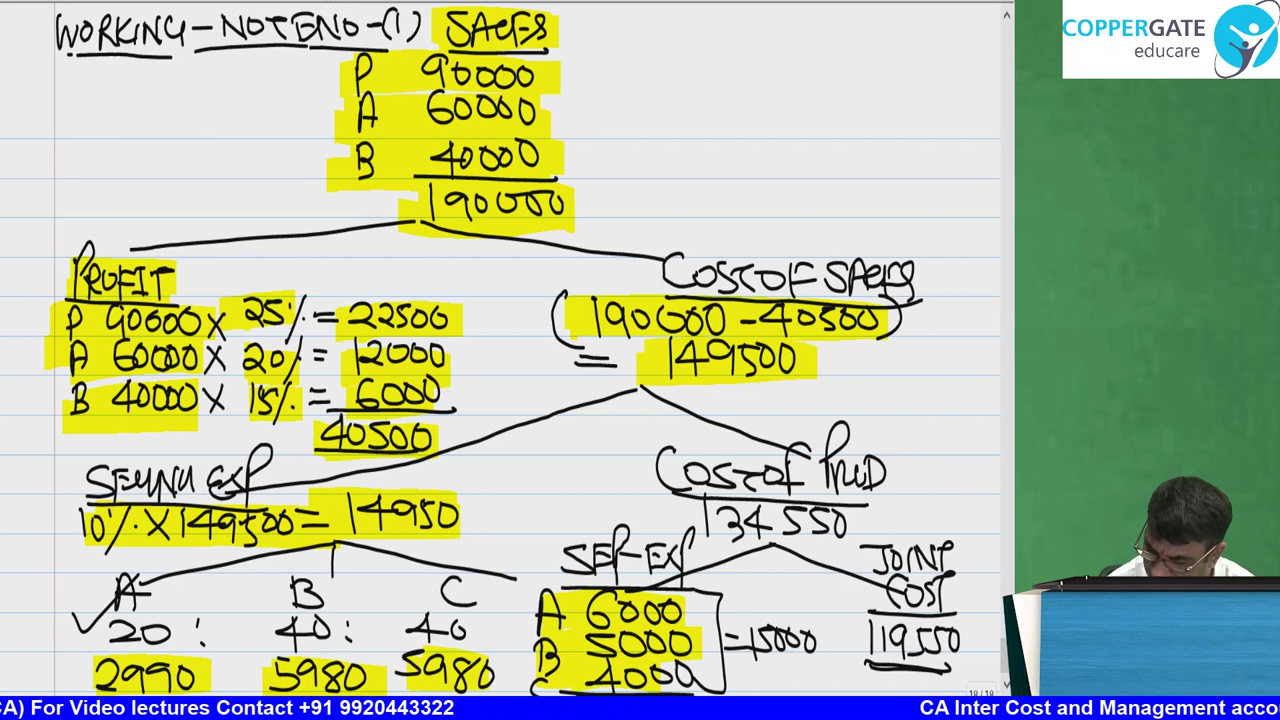 WORKING-NOTE NO-(1) SALES
P 90000
A 60000
B 40000
190000
PROFIT
P 90000 X 25% = 22500
A 60000 X 20% = 12000
B 40000 X 15% = 6000
40500
COST OF SALES
(190000 - 40500)
= 149500
SELLING EXP
10% X 149500 = 14950
A B C
20 : 40 : 40
2990 5980 5980
COST OF PROD
134550
SEP-EXP
A 6000
B 5000
4000
=15000
JOINT
COST
119550
COPPERGATE
educare
CA) For Video lectures Contact +91 9920443322
CA Inter Cost and Management acco